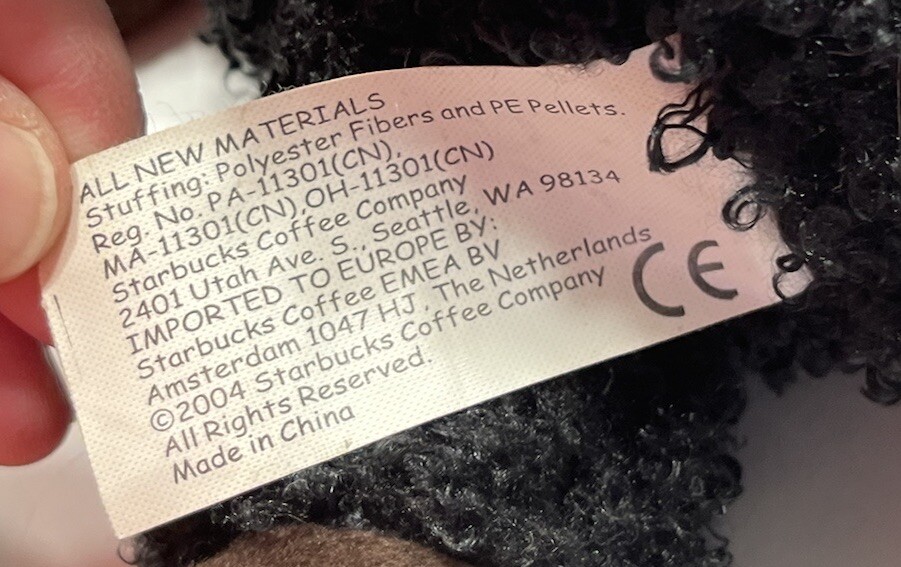 ALL NEW MATERIALS
Stuffing: Polyester Fibers and PE Pellets.
Reg. No. PA-11301(CN),
MA-11301(CN),OH-11301(CN)
Starbucks Coffee Company
2401 Utah Ave. S., Seattle, WA 98134
IMPORTED TO EUROPE BY:
Starbucks Coffee EMEA BV
Amsterdam 1047 HJ, The Netherlands
©2004 Starbucks Coffee Company
All Rights Reserved.
Made in China
CE